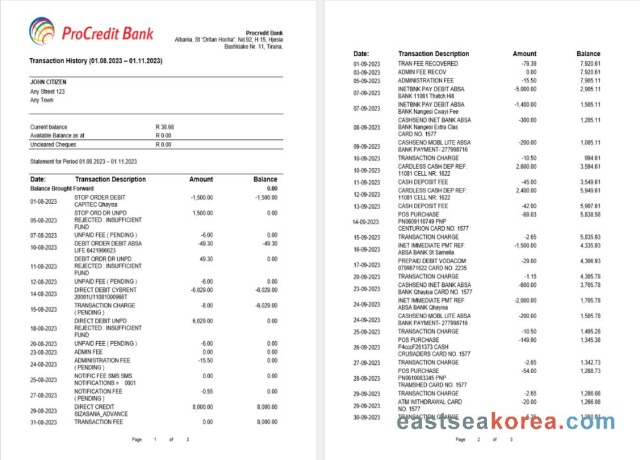 ProCredit Bank
Procredit Bank
Albania, St "Dritan Hoxha", Nd.92, H.15, Hjesia
Bashkiake Nr. 11, Tirana,
Transaction History (01.08.2023 – 01.11.2023)
JOHN CITIZEN
Any Street 123
Any Town
Current balance R 38.68
Available Balance as at R 0.00
Uncleared Cheques R 0.00
Statement for Period 01.08.2023 – 01.11.2023
Date: Transaction Description Amount Balance
Balance Brought Forward 0.00
01-08-2023 STOP ORDER DEBIT -1,500.00 -1,500.00
CAPITEC Qhayisa
05-08-2023 STOP ORD DR UNPD 1,500.00 0.00
REJECTED INSUFFICIENT
FUND
07-08-2023 UNPAID FEE ( PENDING ) -6.00 0.00
10-08-2023 DEBIT ORDER DEBIT ABSA -49.30 -49.30
LIFE 6421966623
11-08-2023 DEBIT ORDR DR UNPD 49.30 0.00
REJECTED INSUFFICIENT
FUND
12-08-2023 UNPAID FEE ( PENDING ) -6.00 0.00
14-08-2023 DIRECT DEBIT CYBRENT -6,029.00 -6,029.00
20001U11081000996T
15-08-2023 TRANSACTION CHARGE -8.00 -6,029.00
( PENDING )
18-08-2023 DIRECT DEBIT UNPD 6,029.00 0.00
REJECTED INSUFFICIENT
FUND
20-08-2023 UNPAID FEE ( PENDING ) -6.00 0.00
23-08-2023 ADMIN FEE 0.00 0.00
24-08-2023 ADMINISTRATION FEE -15.50 0.00
( PENDING )
25-08-2023 NOTIFIC FEE SMS SMS 0.00 0.00
NOTIFICATIONS = 0001
27-08-2023 NOTIFICATION FEE -0.55 0.00
( PENDING )
29-08-2023 DIRECT CREDIT 8,000.00 8,000.00
SIZASANA_ADVANCE
31-08-2023 TRANSACTION FEE 0.00 8,000.00
Page 1 of 3
Date: Transaction Description Amount Balance
01-09-2023 TRAN FEE RECOVERED -79.39 7,920.61
03-09-2023 ADMIN FEE RECOV 0.00 7,920.61
05-09-2023 ADMINISTRATION FEE -15.50 7,905.11
07-09-2023 INETBNK PAY DEBIT ABSA -5,000.00 2,905.11
BANK 11081 Thatch Hill
07-09-2023 INETBNK PAY DEBIT ABSA -1,400.00 1,505.11
BANK Nangesi Cwayi Fee
08-09-2023 CASHSEND INET BANK ABSA -300.00 1,205.11
BANK Nangesi Extra Clas
CARD NO. 1577
09-09-2023 CASHSEND MOBL LITE ABSA -200.00 1,005.11
BANK PAYMENT- 277998716
10-09-2023 TRANSACTION CHARGE -10.50 994.61
10-09-2023 CARDLESS CASH DEP REF: 2,600.00 3,594.61
11081 CELL NR: 1622
11-09-2023 CASH DEPOSIT FEE -45.00 3,549.61
12-09-2023 CARDLESS CASH DEP REF: 2,400.00 5,949.61
11081 CELL NR: 1622
13-09-2023 CASH DEPOSIT FEE -42.00 5,907.61
14-09-2023 POS PURCHASE -69.03 5,838.58
PN0609110749 PNP
CENTURION CARD NO. 1577
15-09-2023 TRANSACTION CHARGE -2.65 5,835.93
16-09-2023 INET IMMEDIATE PMT REF: -1,500.00 4,335.93
ABSA BANK St Samelia
17-09-2023 PREPAID DEBIT VODACOM -29.00 4,306.93
0799871622 CARD NO. 2235
20-09-2023 TRANSACTION CHARGE -1.15 4,305.78
21-09-2023 CASHSEND INET BANK ABSA -600.00 3,705.78
BANK Qhayisa CARD NO. 1577
24-09-2023 INET IMMEDIATE PMT REF -2,000.00 1,705.78
ABSA BANK Qhayisa
24-09-2023 CASHSEND MOBL LITE ABSA -200.00 1,505.78
BANK PAYMENT- 277998716
25-09-2023 TRANSACTION CHARGE -10.50 1,495.28
26-09-2023 POS PURCHASE -149.90 1,345.38
P4cccF261373 CASH
CRUSADERS CARD NO. 1577
27-09-2023 TRANSACTION CHARGE -2.65 1,342.73
28-09-2023 POS PURCHASE -54.00 1,288.73
PN0610083345 PNP
TRAMSHED CARD NO. 1577
29-09-2023 TRANSACTION CHARGE -2.65 1,286.08
29-09-2023 ATM WITHDRAWAL CARD -20.00 1,266.08
NO. 1577
30-09-2023 TRANSACTION CHARGE
eastseakorea.com
Page 2 of 3